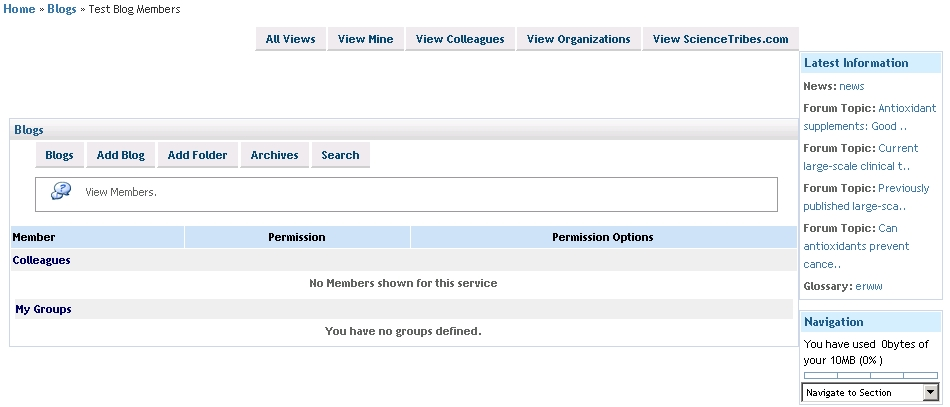 Home » Blogs » Test Blog Members
All Views View Mine View Colleagues View Organizations View ScienceTribes.com
Blogs
Blogs Add Blog Add Folder Archives Search
View Members.
Member Permission Permission Options
Colleagues
No Members shown for this service
My Groups
You have no groups defined.
Latest Information
News: news
Forum Topic: Antioxidant
supplements: Good ..
Forum Topic: Current
large-scale clinical t..
Forum Topic: Previously
published large-sca..
Forum Topic: Can
antioxidants prevent
cance..
Glossary: erww
Navigation
You have used 0bytes of
your 10MB (0% )
Navigate to Section